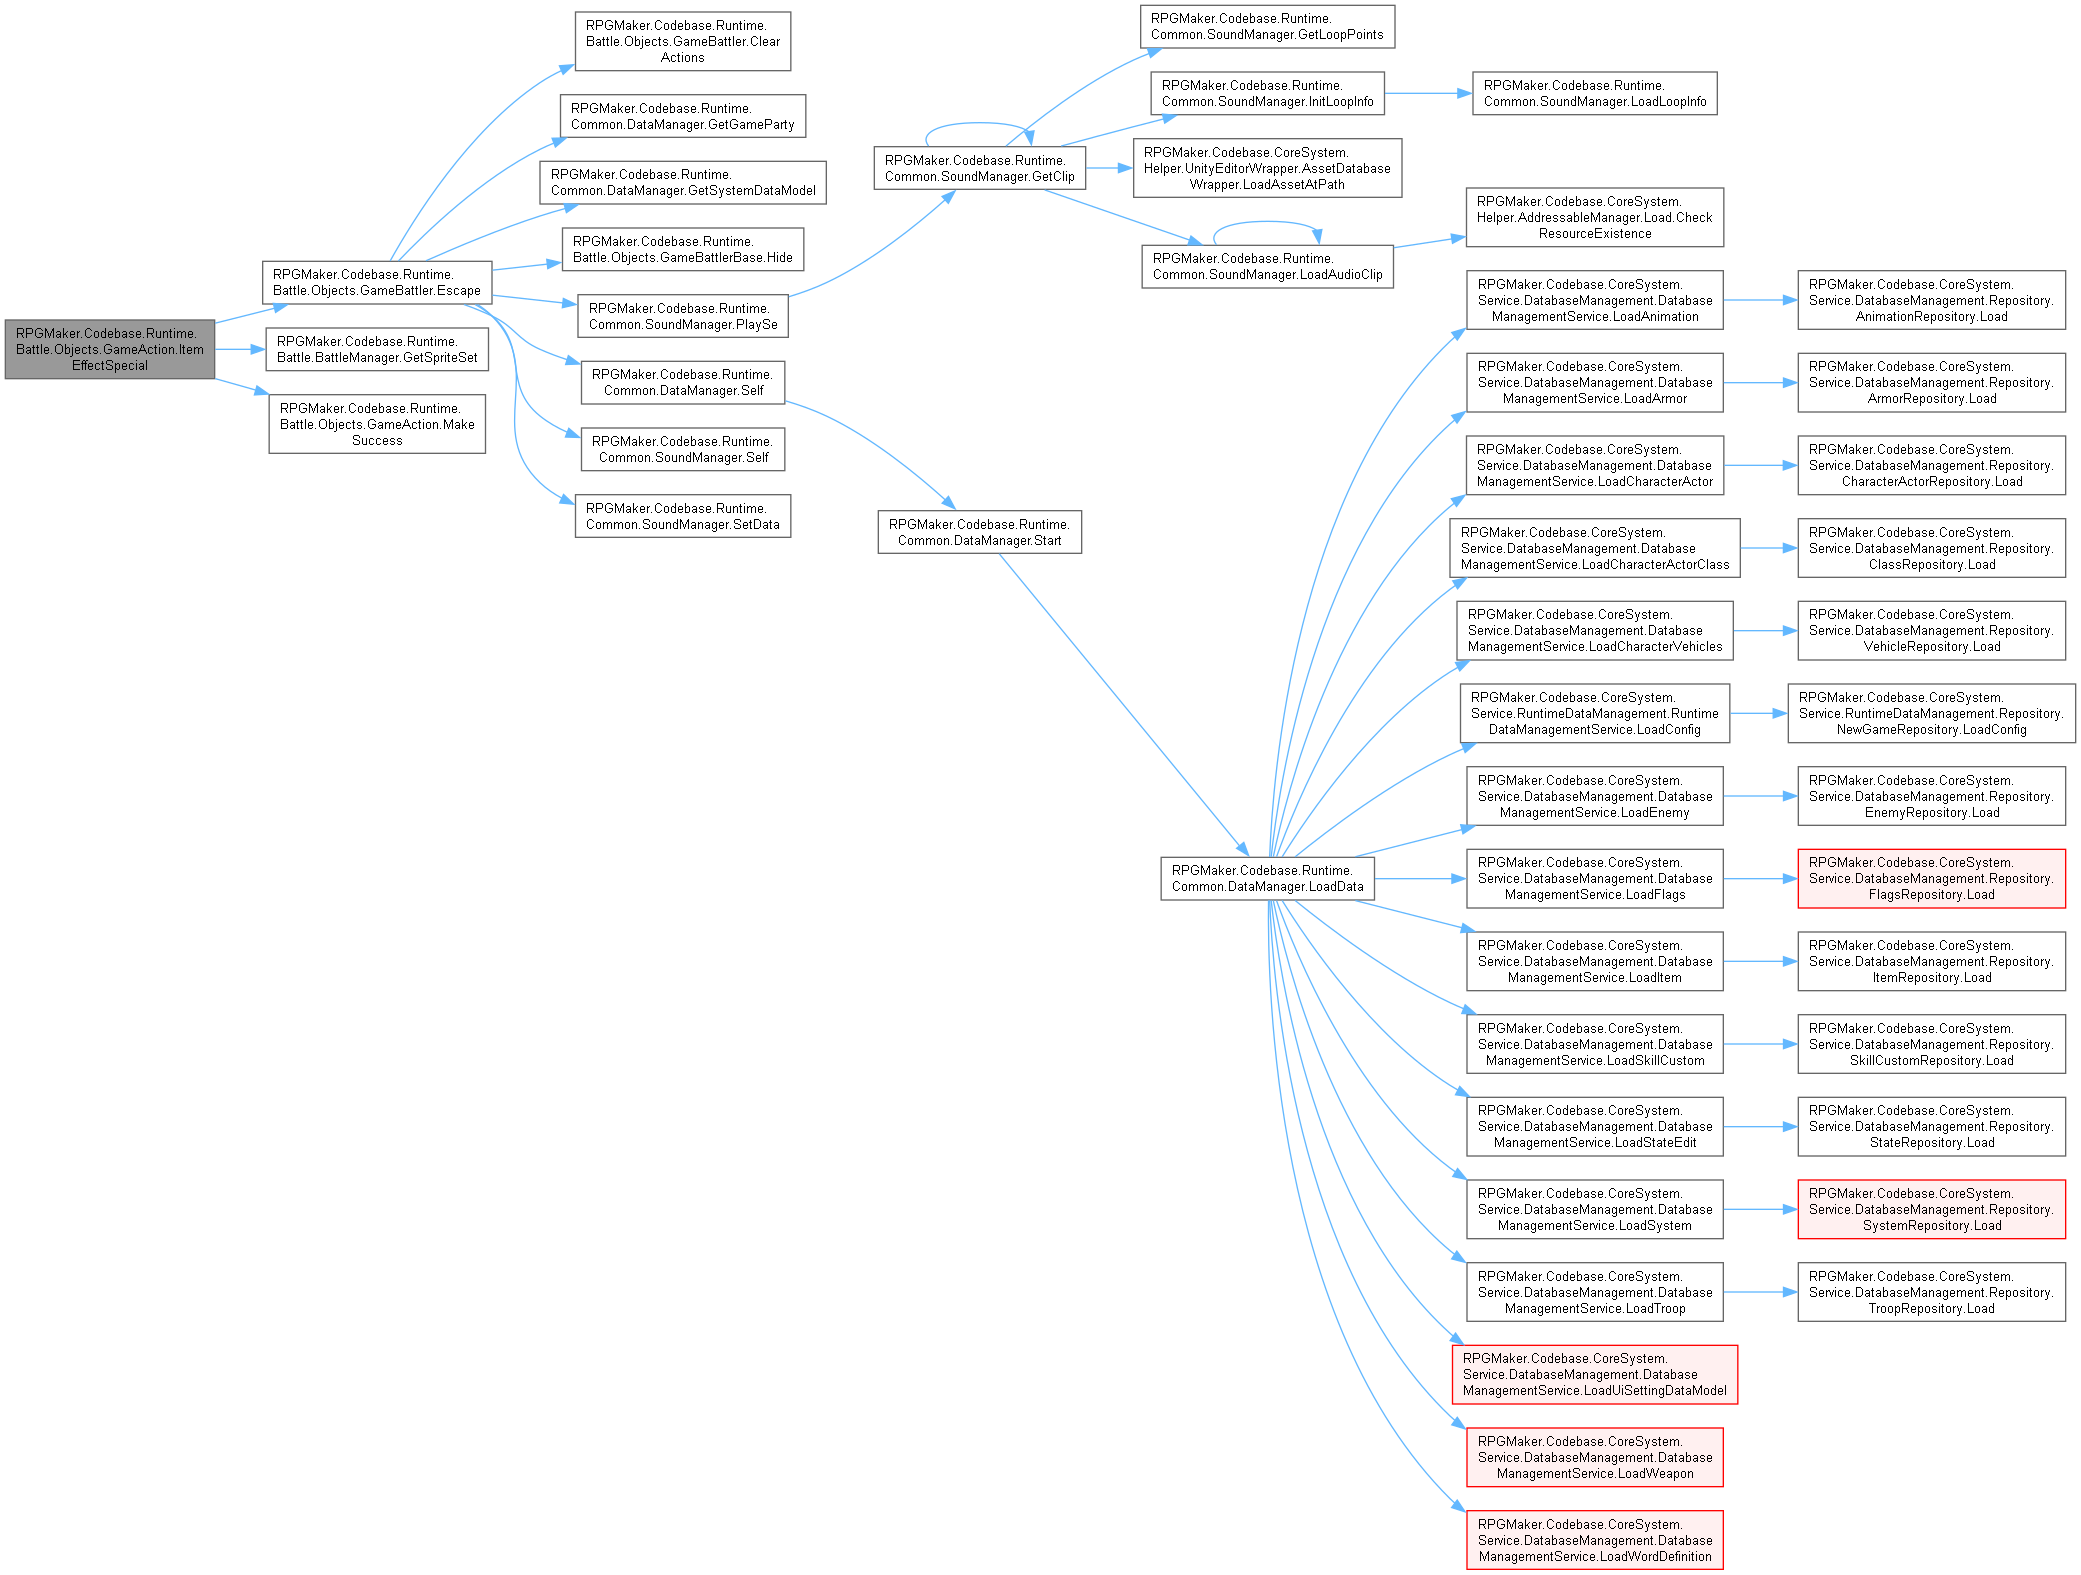 RPGMaker.Codebase.Runtime.
Battle.Objects.GameAction.Item
EffectSpecial
RPGMaker.Codebase.Runtime.
Battle.Objects.GameBattler.Escape
RPGMaker.Codebase.Runtime.
Battle.BattleManager.GetSpriteSet
RPGMaker.Codebase.Runtime.
Battle.Objects.GameAction.Make
Success
RPGMaker.Codebase.Runtime.
Battle.Objects.GameBattler.Clear
Actions
RPGMaker.Codebase.Runtime.
Common.DataManager.GetGameParty
RPGMaker.Codebase.Runtime.
Common.DataManager.GetSystemDataModel
RPGMaker.Codebase.Runtime.
Battle.Objects.GameBattlerBase.Hide
RPGMaker.Codebase.Runtime.
Common.SoundManager.PlaySe
RPGMaker.Codebase.Runtime.
Common.DataManager.Self
RPGMaker.Codebase.Runtime.
Common.SoundManager.Self
RPGMaker.Codebase.Runtime.
Common.SoundManager.SetData
RPGMaker.Codebase.Runtime.
Common.SoundManager.GetClip
RPGMaker.Codebase.Runtime.
Common.DataManager.Start
RPGMaker.Codebase.Runtime.
Common.SoundManager.GetLoopPoints
RPGMaker.Codebase.Runtime.
Common.SoundManager.InitLoopInfo
RPGMaker.Codebase.CoreSystem.
Helper.UnityEditorWrapper.AssetDatabase
Wrapper.LoadAssetAtPath
RPGMaker.Codebase.Runtime.
Common.SoundManager.LoadAudioClip
RPGMaker.Codebase.Runtime.
Common.DataManager.LoadData
RPGMaker.Codebase.Runtime.
Common.SoundManager.LoadLoopInfo
RPGMaker.Codebase.CoreSystem.
Helper.AddressableManager.Load.Check
ResourceExistence
RPGMaker.Codebase.CoreSystem.
Service.DatabaseManagement.Database
ManagementService.LoadAnimation
RPGMaker.Codebase.CoreSystem.
Service.DatabaseManagement.Database
ManagementService.LoadArmor
RPGMaker.Codebase.CoreSystem.
Service.DatabaseManagement.Database
ManagementService.LoadCharacterActor
RPGMaker.Codebase.CoreSystem.
Service.DatabaseManagement.Database
ManagementService.LoadCharacterActorClass
RPGMaker.Codebase.CoreSystem.
Service.DatabaseManagement.Database
ManagementService.LoadCharacterVehicles
RPGMaker.Codebase.CoreSystem.
Service.RuntimeDataManagement.Runtime
DataManagementService.LoadConfig
RPGMaker.Codebase.CoreSystem.
Service.DatabaseManagement.Database
ManagementService.LoadEnemy
RPGMaker.Codebase.CoreSystem.
Service.DatabaseManagement.Database
ManagementService.LoadFlags
RPGMaker.Codebase.CoreSystem.
Service.DatabaseManagement.Database
ManagementService.LoadItem
RPGMaker.Codebase.CoreSystem.
Service.DatabaseManagement.Database
ManagementService.LoadSkillCustom
RPGMaker.Codebase.CoreSystem.
Service.DatabaseManagement.Database
ManagementService.LoadStateEdit
RPGMaker.Codebase.CoreSystem.
Service.DatabaseManagement.Database
ManagementService.LoadSystem
RPGMaker.Codebase.CoreSystem.
Service.DatabaseManagement.Database
ManagementService.LoadTroop
RPGMaker.Codebase.CoreSystem.
Service.DatabaseManagement.Database
ManagementService.LoadUiSettingDataModel
RPGMaker.Codebase.CoreSystem.
Service.DatabaseManagement.Database
ManagementService.LoadWeapon
RPGMaker.Codebase.CoreSystem.
Service.DatabaseManagement.Database
ManagementService.LoadWordDefinition
RPGMaker.Codebase.CoreSystem.
Service.DatabaseManagement.Repository.
AnimationRepository.Load
RPGMaker.Codebase.CoreSystem.
Service.DatabaseManagement.Repository.
ArmorRepository.Load
RPGMaker.Codebase.CoreSystem.
Service.DatabaseManagement.Repository.
CharacterActorRepository.Load
RPGMaker.Codebase.CoreSystem.
Service.DatabaseManagement.Repository.
ClassRepository.Load
RPGMaker.Codebase.CoreSystem.
Service.DatabaseManagement.Repository.
VehicleRepository.Load
RPGMaker.Codebase.CoreSystem.
Service.RuntimeDataManagement.Repository.
NewGameRepository.LoadConfig
RPGMaker.Codebase.CoreSystem.
Service.DatabaseManagement.Repository.
EnemyRepository.Load
RPGMaker.Codebase.CoreSystem.
Service.DatabaseManagement.Repository.
FlagsRepository.Load
RPGMaker.Codebase.CoreSystem.
Service.DatabaseManagement.Repository.
ItemRepository.Load
RPGMaker.Codebase.CoreSystem.
Service.DatabaseManagement.Repository.
SkillCustomRepository.Load
RPGMaker.Codebase.CoreSystem.
Service.DatabaseManagement.Repository.
StateRepository.Load
RPGMaker.Codebase.CoreSystem.
Service.DatabaseManagement.Repository.
SystemRepository.Load
RPGMaker.Codebase.CoreSystem.
Service.DatabaseManagement.Repository.
TroopRepository.Load